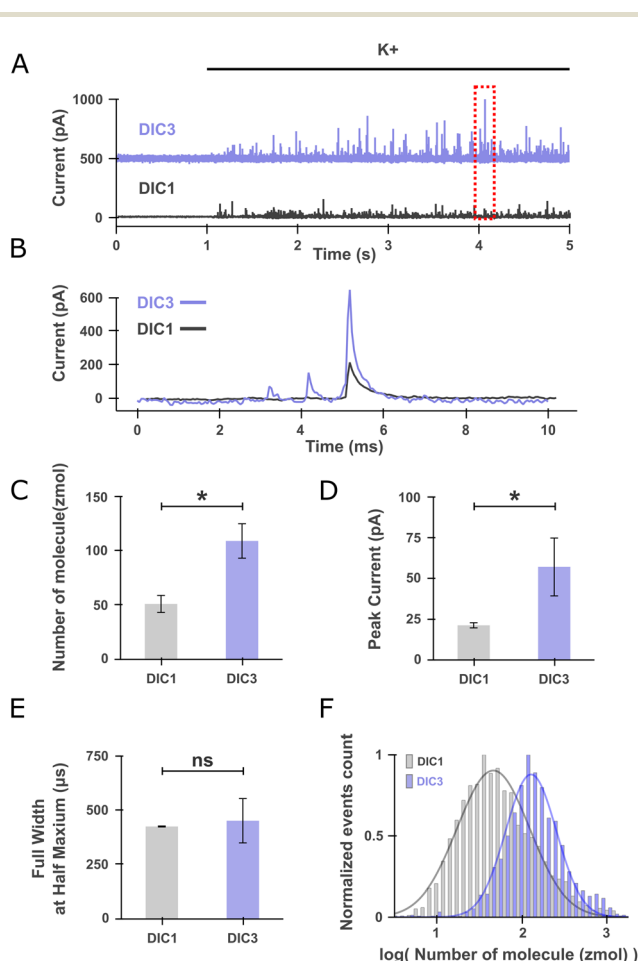 A
K+
1000
DIC3
500
DIC1
0
Current (pA)
0 1 2 3 4 5
Time (s)
B
600
400
200
0
DIC3
DIC1
Current (pA)
0 2 4 6 8 10
Time (ms)
C
150
100
50
0
*
Number of molecule(zmol)
DIC1 DIC3
D
100
75
50
25
0
*
Peak Current (pA)
DIC1 DIC3
E
750
500
250
0
ns
Full Width
at Half Maxium (µs)
DIC1 DIC3
F
1
0.5
0
DIC1
DIC3
Normalized events count
1 2 3
log( Number of molecule (zmol) )